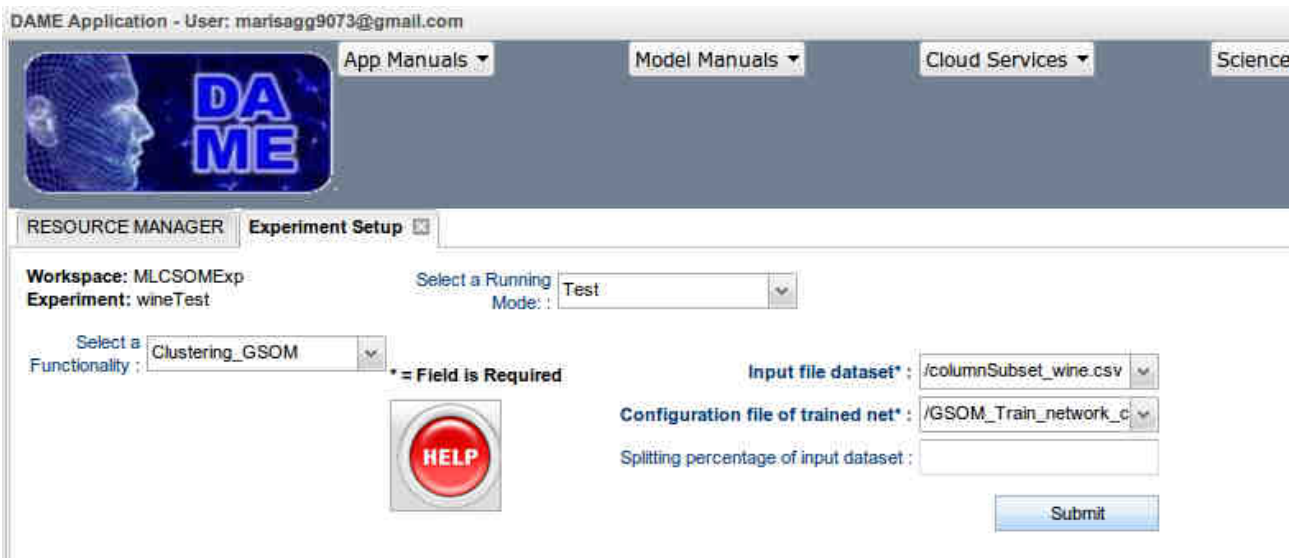 DAME Application - User: marisagg9073@gmail.com
App Manuals Model Manuals Cloud Services Science
DA
ME
RESOURCE MANAGER Experiment Setup
Workspace: MLCSOMExp
Experiment: wineTest
Select a Running
Mode: : Test
Select a
Functionality : Clustering_GSOM
* = Field is Required
HELP
Input file dataset* : /columnSubset_wine.csv
Configuration file of trained net* : /GSOM_Train_network_c
Splitting percentage of input dataset :
Submit